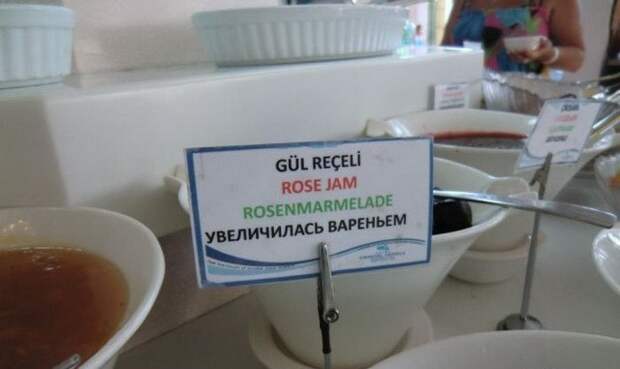 GÜL REÇELİ
ROSE JAM
ROSENMARMELADE
УВЕЛИЧИЛАСЬ ВАРЕНЬЕМ